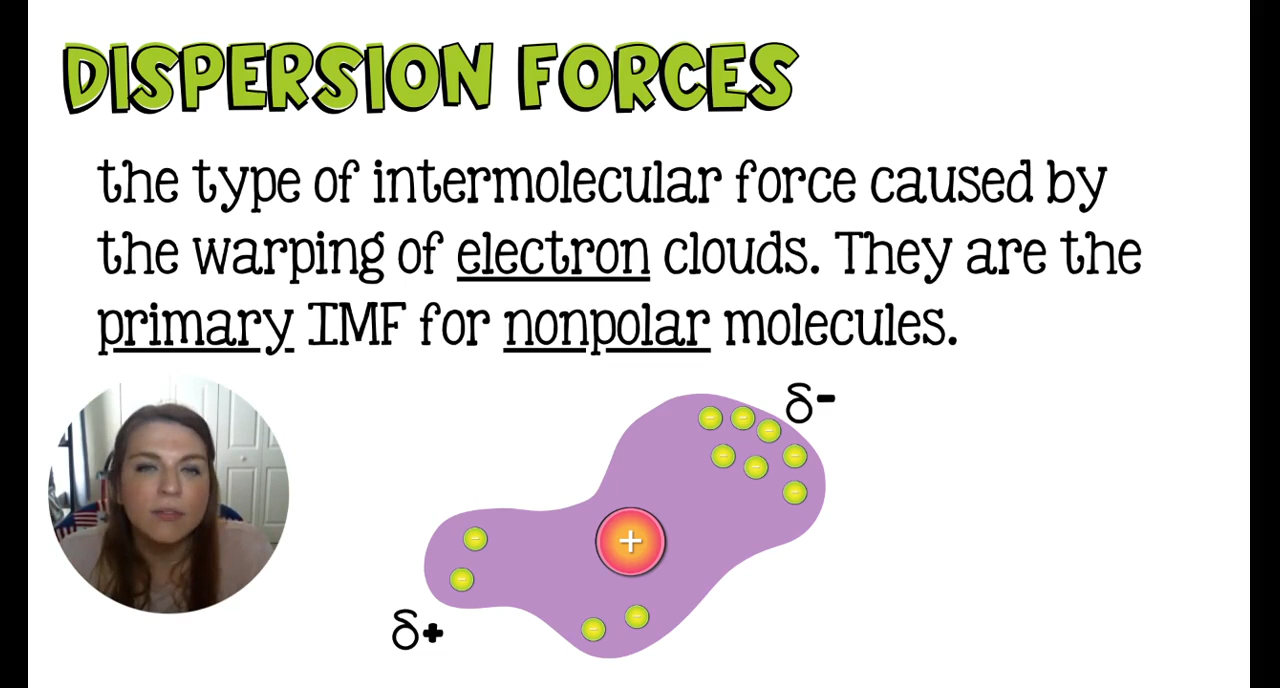 DISPERSION FORCES
the type of intermolecular force caused by
the warping of electron clouds. They are the
primary IMF for nonpolar molecules.
δ-
+
δ+